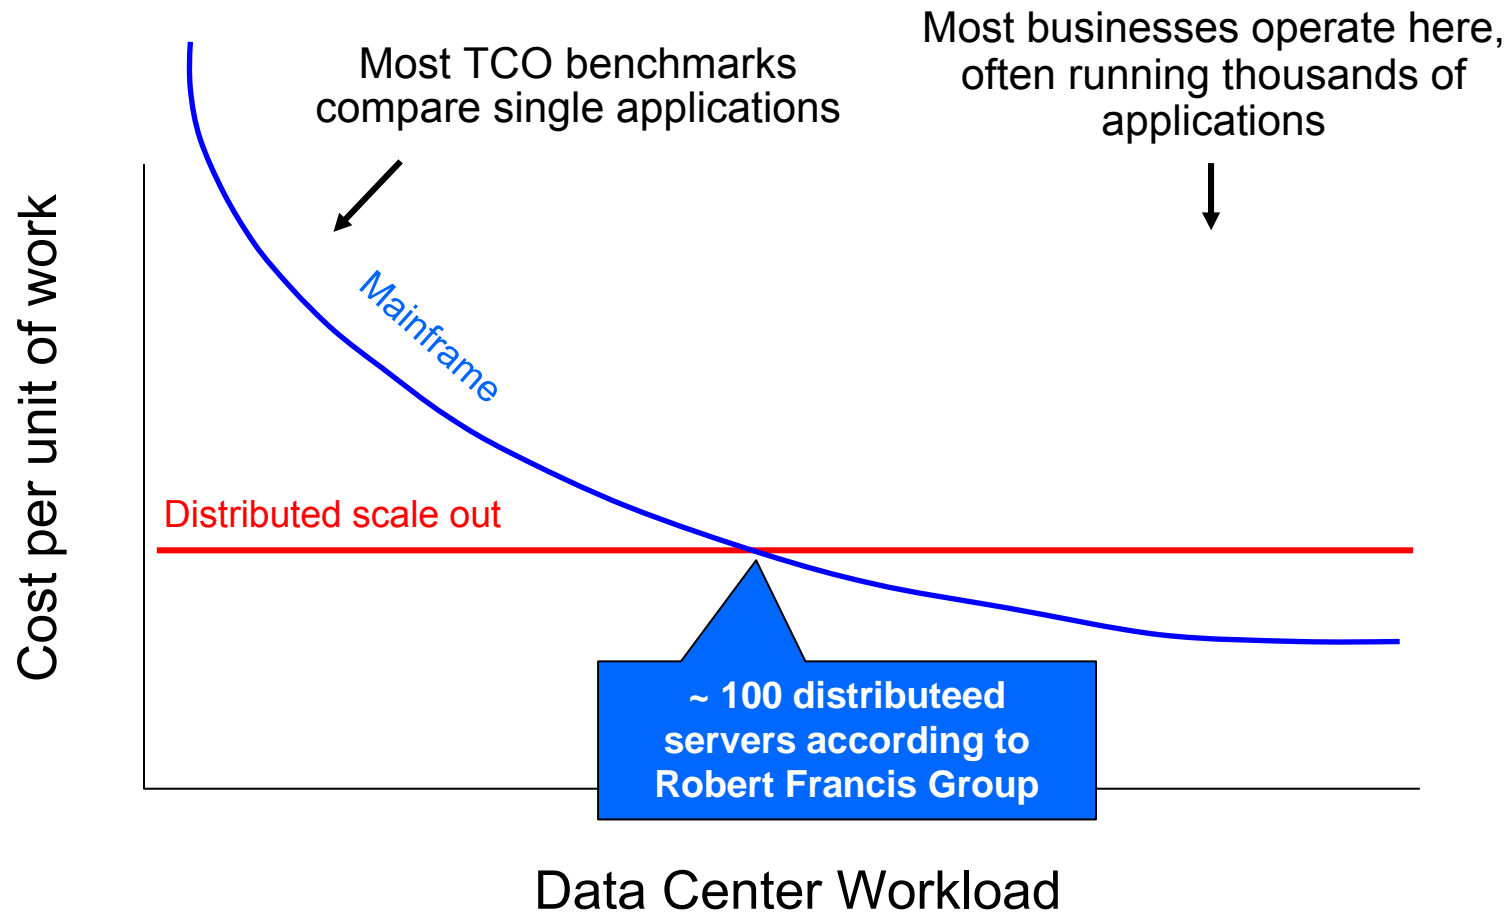 Most TCO benchmarks
compare single applications
Most businesses operate here,
often running thousands of
applications
Cost per unit of work
Mainframe
Distributed scale out
~ 100 distributeed
servers according to
Robert Francis Group
Data Center Workload